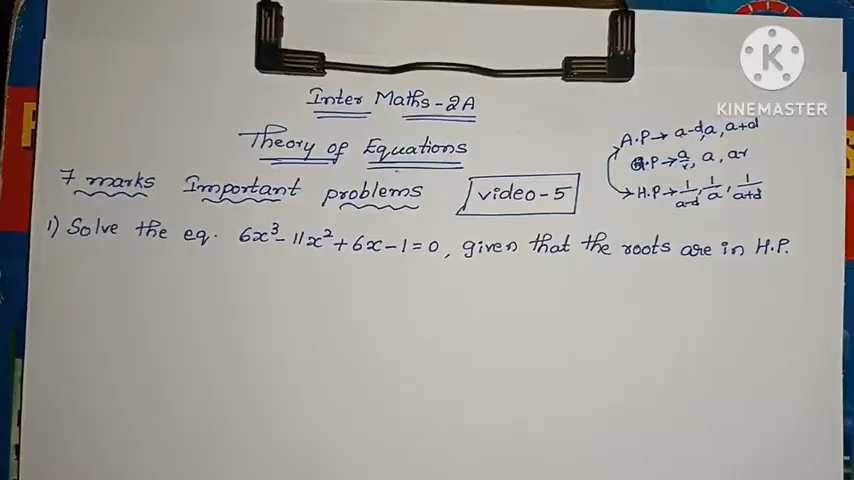 Inter Maths-2A
Theory of Equations
7 marks Important problems video-5
A.P → a-d, a, a+d
G.P → a/r, a, ar
H.P → 1/a-d, 1/a, 1/a+d
1) Solve the eq. 6x³-11x²+6x-1=0, given that the roots are in H.P.
K
KINEMASTER